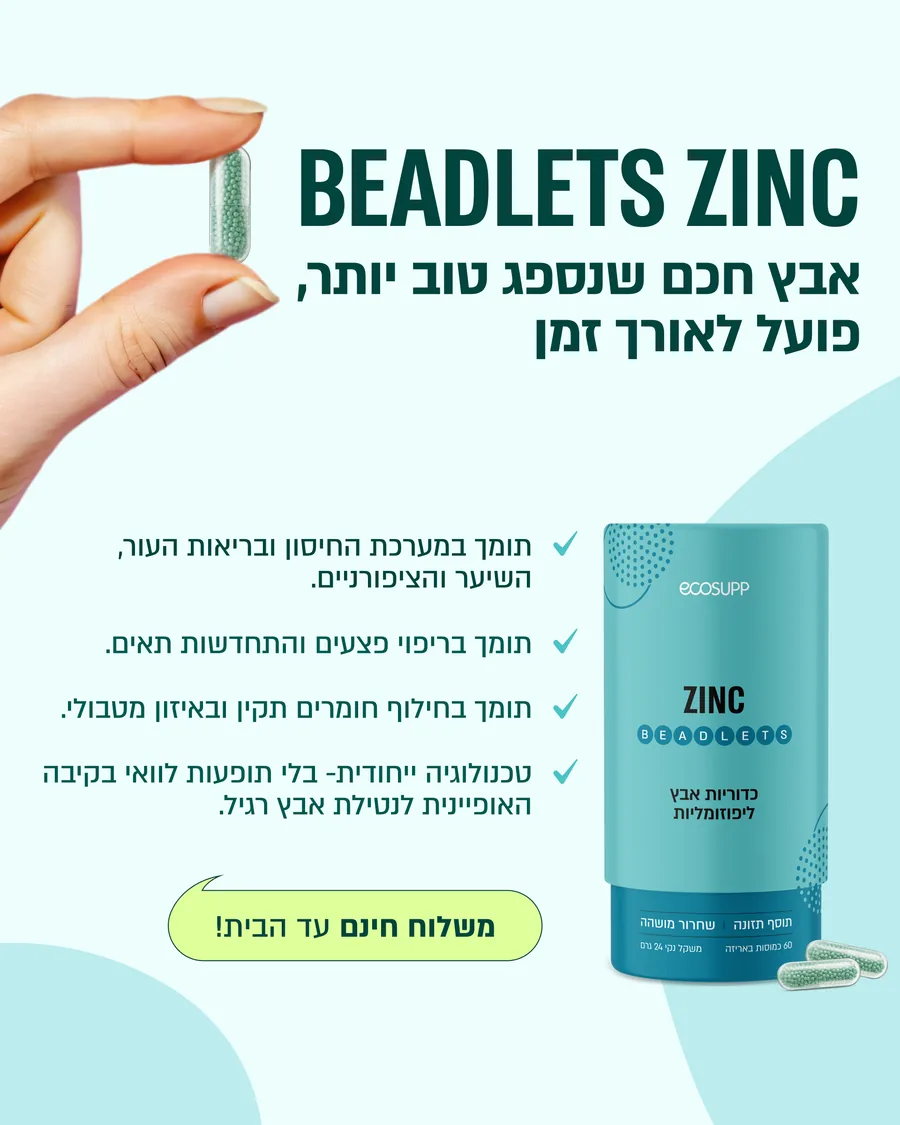 BEADLETS ZINC
אבץ חכם שנספג טוב יותר,
פועל לאורך זמן
תומך במערכת החיסון ובריאות העור,
השיער והציפורניים.
תומך בריפוי פצעים והתחדשות תאים.
תומך בחילוף חומרים תקין ובאיזון מטבולי.
טכנולוגיה ייחודית- בלי תופעות לוואי בקיבה
האופיינית לנטילת אבץ רגיל.
משלוח חינם עד הבית!
ecosupp
ZINC
BEADLETS
כדוריות אבץ
ליפוזומליות
תוסף תזונה | שחרור מושהה
60 כמוסות באריזה משקל נקי 24 גרם